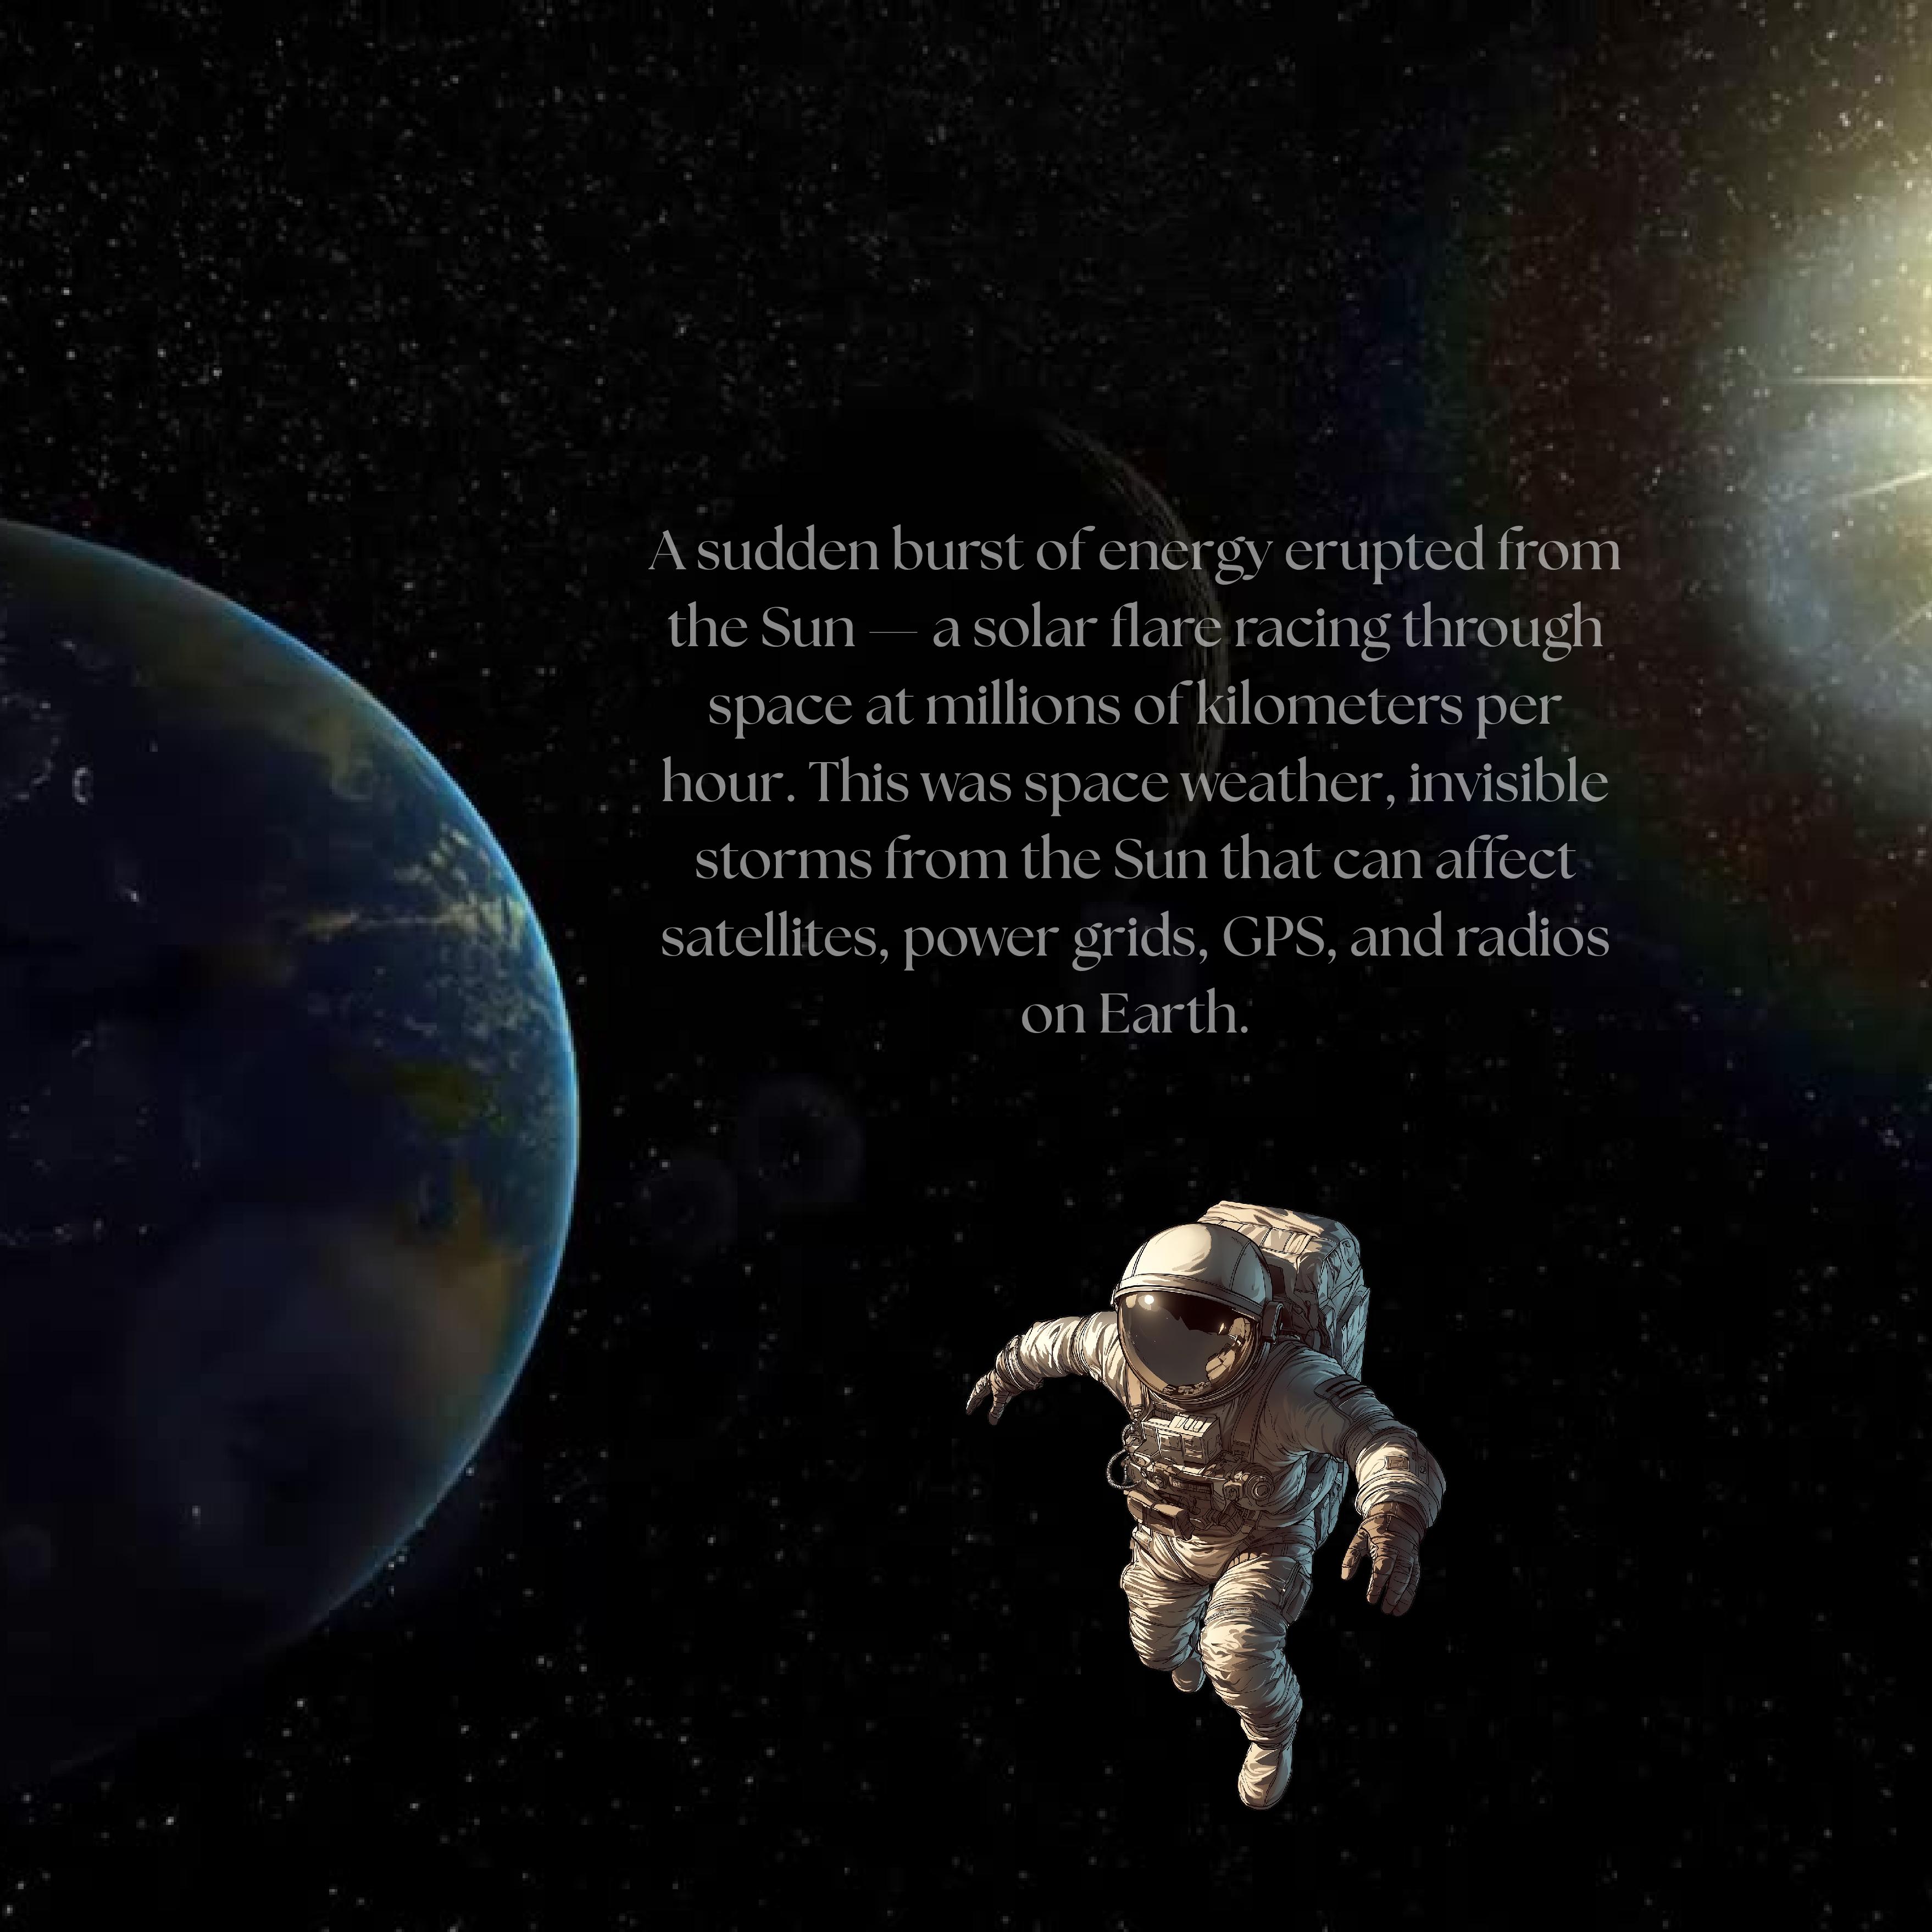 A sudden burst of energy erupted from
the Sun — a solar flare racing through
space at millions of kilometers per
hour. This was space weather, invisible
storms from the Sun that can affect
satellites, power grids, GPS, and radios
on Earth.